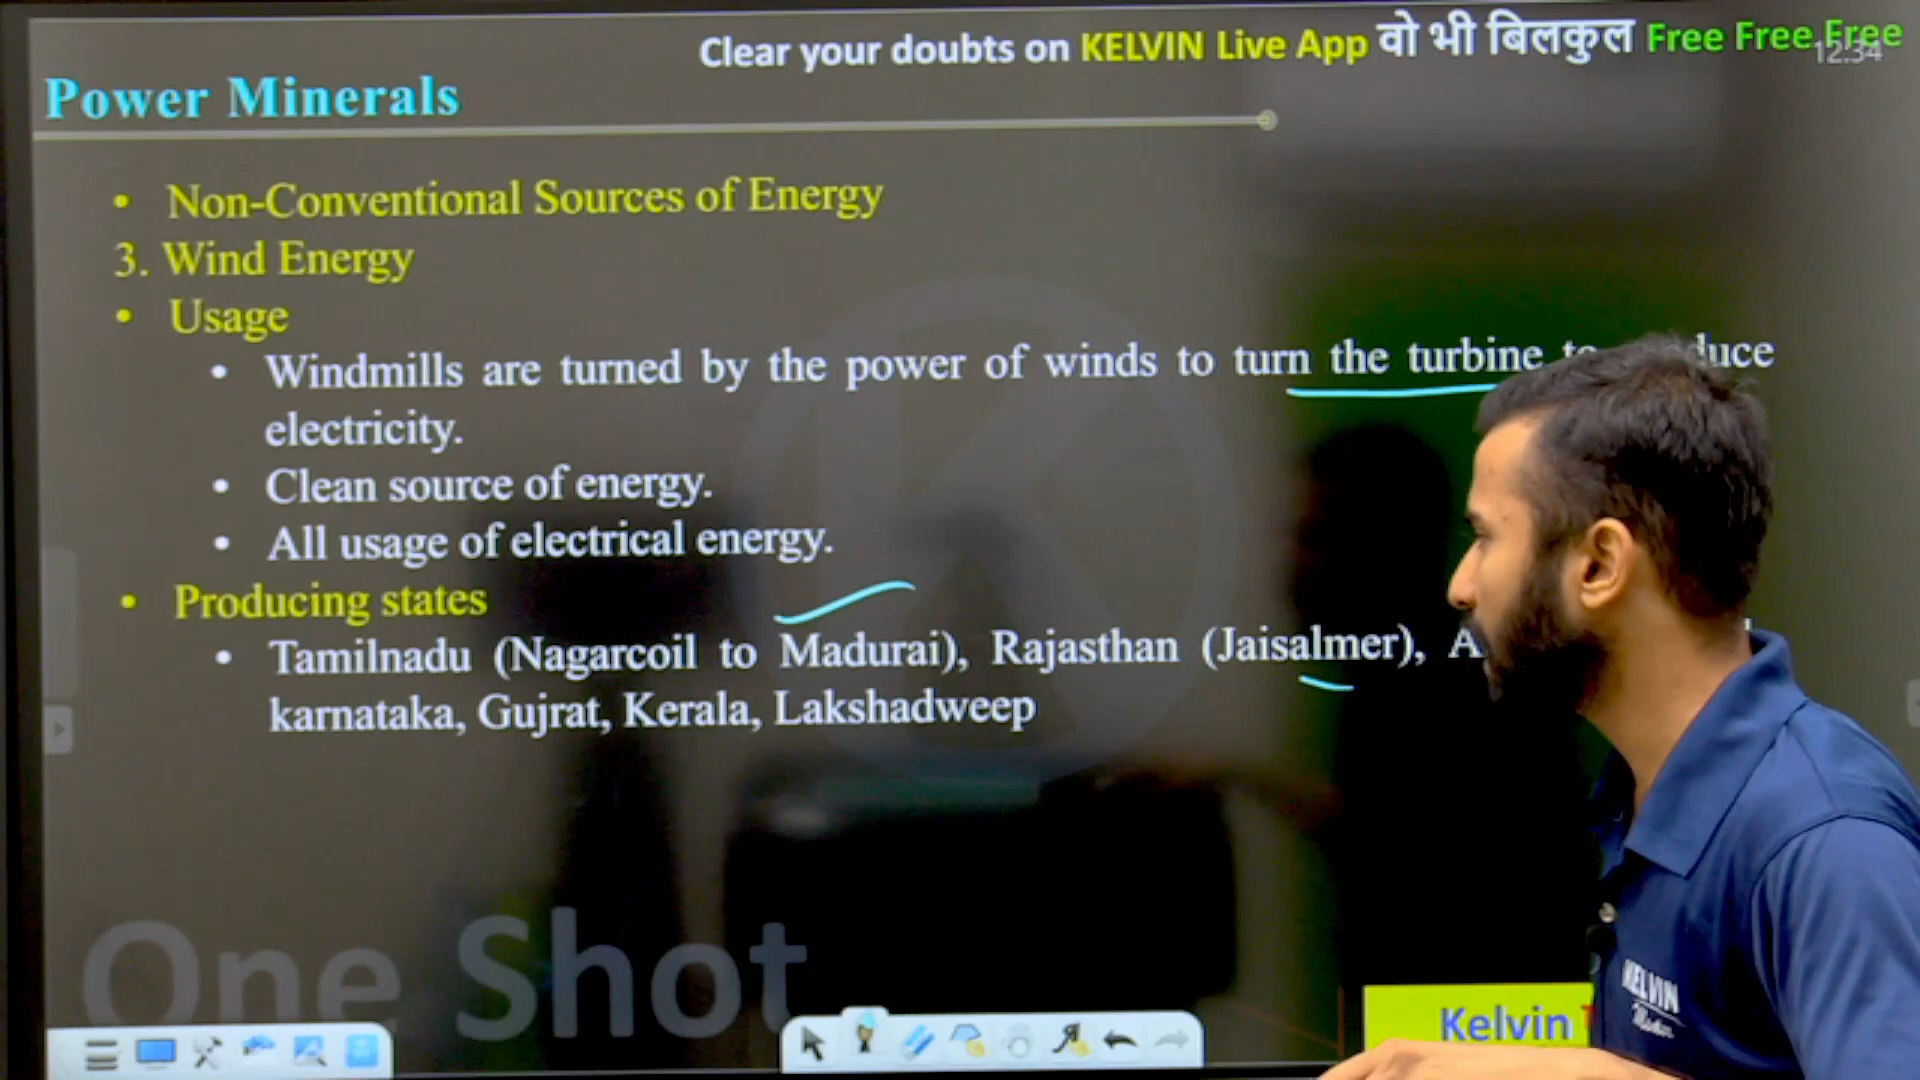 Clear your doubts on KELVIN Live App वो भी बिलकुल Free Free Free
12:34
Power Minerals
• Non-Conventional Sources of Energy
3. Wind Energy
• Usage
• Windmills are turned by the power of winds to turn the turbine
electricity.
• Clean source of energy.
• All usage of electrical energy.
• Producing states
• Tamilnadu (Nagarcoil to Madurai), Rajasthan (Jaisalmer),
karnataka, Gujrat, Kerala, Lakshadweep
One Shot
Kelvin
KELVIN